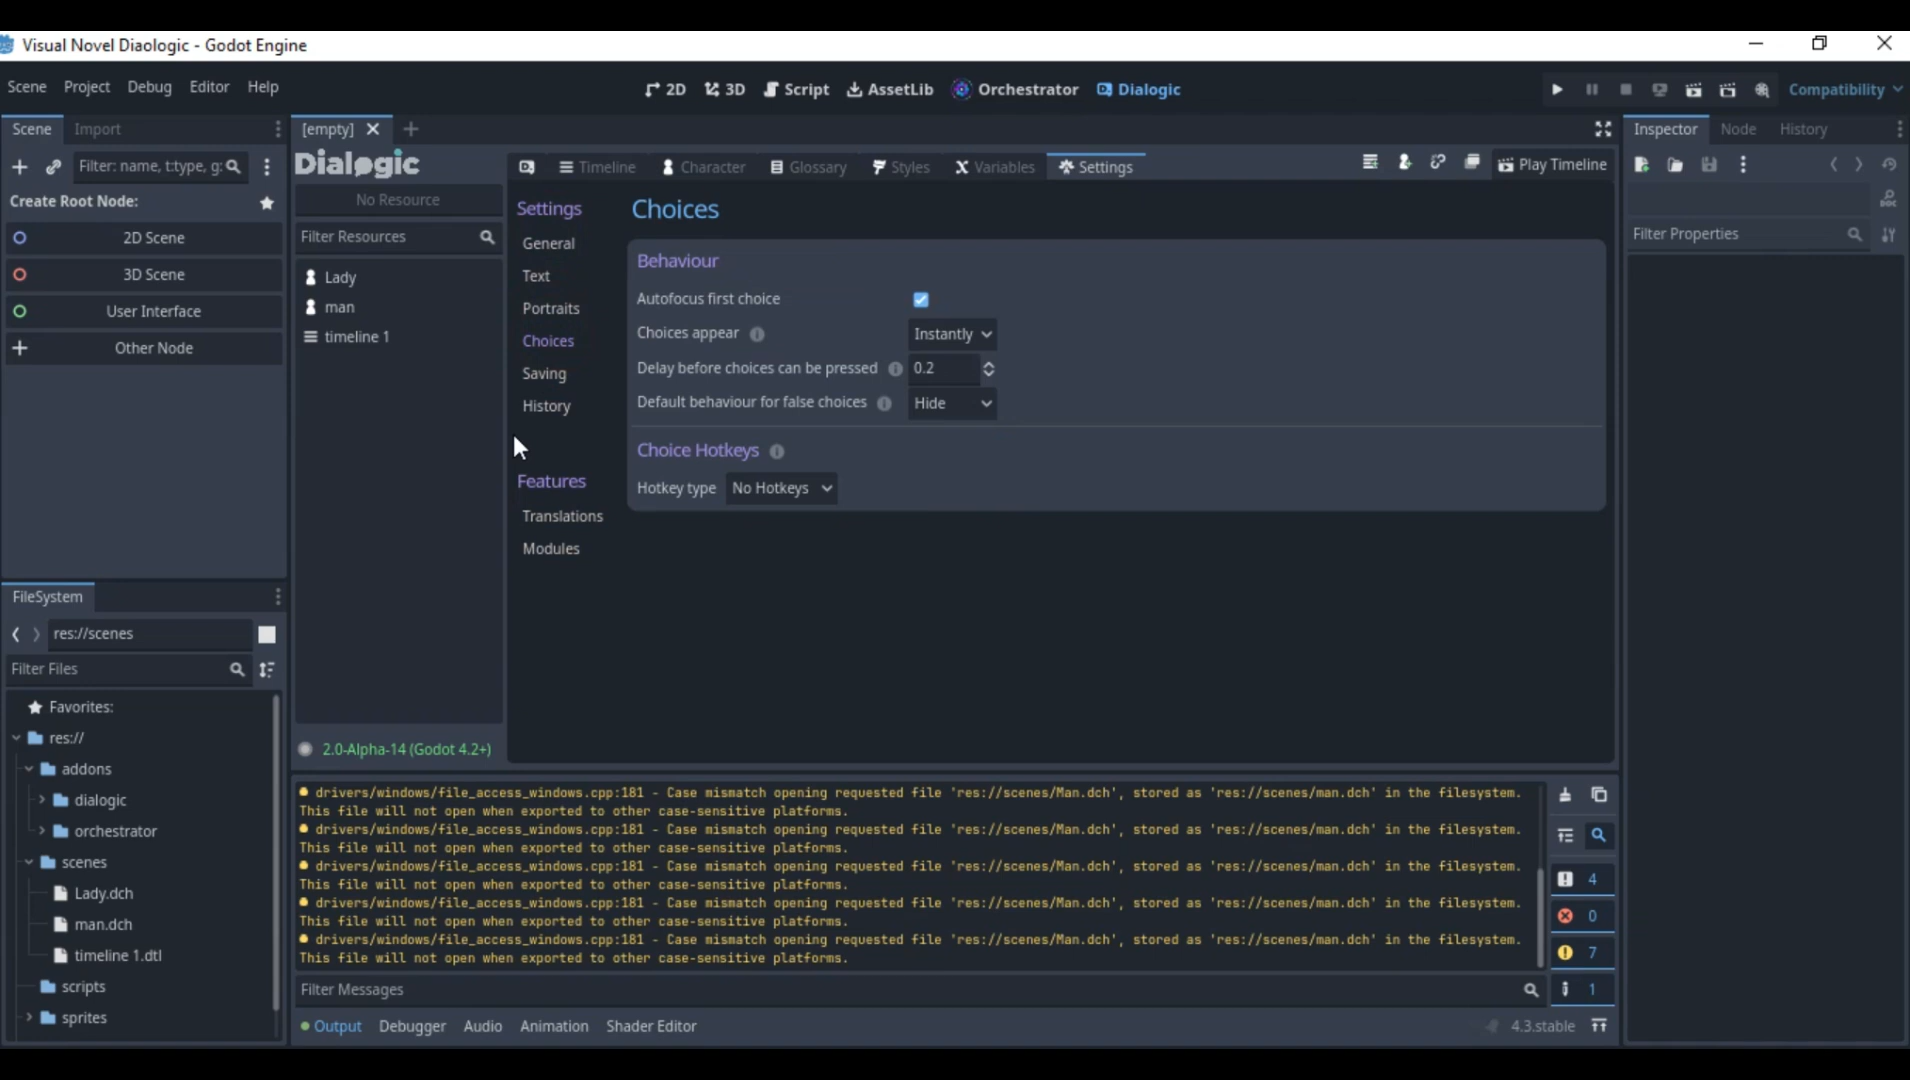 Visual Novel Diaologic - Godot Engine
Scene Project Debug Editor Help
2D 3D Script AssetLib Orchestrator Dialogic
Compatibility
Scene Import
[empty]
Inspector Node History
Filter: name, t:type, g:
Dialogic
Timeline Character Glossary Styles Variables Settings
Play Timeline
Create Root Node:
2D Scene
3D Scene
User Interface
Other Node
No Resource
Filter Resources
Lady
man
timeline 1
2.0-Alpha-14 (Godot 4.2+)
Settings
General
Text
Portraits
Choices
Saving
History
Features
Translations
Modules
Choices
Behaviour
Autofocus first choice
Choices appear Instantly
Delay before choices can be pressed 0.2
Default behaviour for false choices Hide
Choice Hotkeys
Hotkey type No Hotkeys
DOC
Filter Properties
FileSystem
res://scenes
Filter Files
Favorites:
res://
addons
dialogic
orchestrator
scenes
Lady.dch
man.dch
timeline 1.dtl
scripts
sprites
drivers/windows/file_access_windows.cpp:181 - Case mismatch opening requested file 'res://scenes/Man.dch', stored as 'res://scenes/man.dch' in the filesystem.
This file will not open when exported to other case-sensitive platforms.
drivers/windows/file_access_windows.cpp:181 - Case mismatch opening requested file 'res://scenes/Man.dch', stored as 'res://scenes/man.dch' in the filesystem.
This file will not open when exported to other case-sensitive platforms.
drivers/windows/file_access_windows.cpp:181 - Case mismatch opening requested file 'res://scenes/Man.dch', stored as 'res://scenes/man.dch' in the filesystem.
This file will not open when exported to other case-sensitive platforms.
drivers/windows/file_access_windows.cpp:181 - Case mismatch opening requested file 'res://scenes/Man.dch', stored as 'res://scenes/man.dch' in the filesystem.
This file will not open when exported to other case-sensitive platforms.
drivers/windows/file_access_windows.cpp:181 - Case mismatch opening requested file 'res://scenes/Man.dch', stored as 'res://scenes/man.dch' in the filesystem.
This file will not open when exported to other case-sensitive platforms.
4
0
7
1
Filter Messages
Output Debugger Audio Animation Shader Editor
4.3.stable